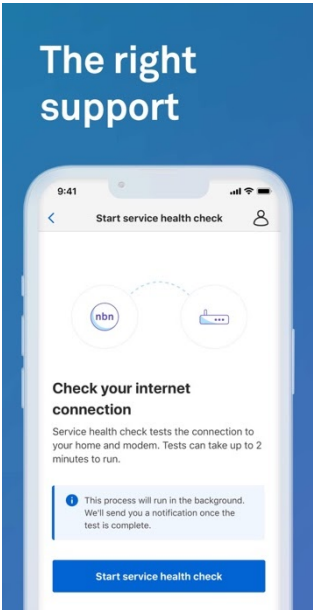 The right
support
9:41
Start service health check
nbn
Check your internet
connection
Service health check tests the connection to
your home and modem. Tests can take up to 2
minutes to run.
This process will run in the background.
We'll send you a notification once the
test is complete.
Start service health check